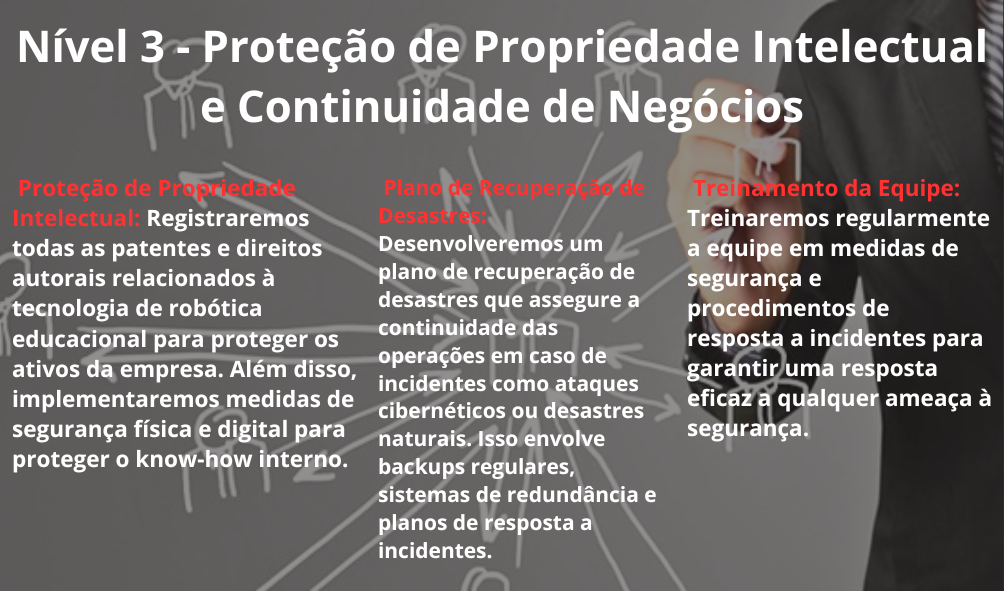 Nível 3 - Proteção de Propriedade Intelectual
e Continuidade de Negócios
Proteção de Propriedade
Intelectual: Registraremos
todas as patentes e direitos
autorais relacionados à
tecnologia de robótica
educacional para proteger os
ativos da empresa. Além disso,
implementaremos medidas de
segurança física e digital para
proteger o know-how interno.
Plano de Recuperação de
Desastres:
Desenvolveremos um
plano de recuperação de
desastres que assegure a
continuidade das
operações em caso de
incidentes como ataques
cibernéticos ou desastres
naturais. Isso envolve
backups regulares,
sistemas de redundância e
planos de resposta a
incidentes.
Treinamento da Equipe:
Treinaremos regularmente
a equipe em medidas de
segurança e
procedimentos de
resposta a incidentes para
garantir uma resposta
eficaz a qualquer ameaça à
segurança.